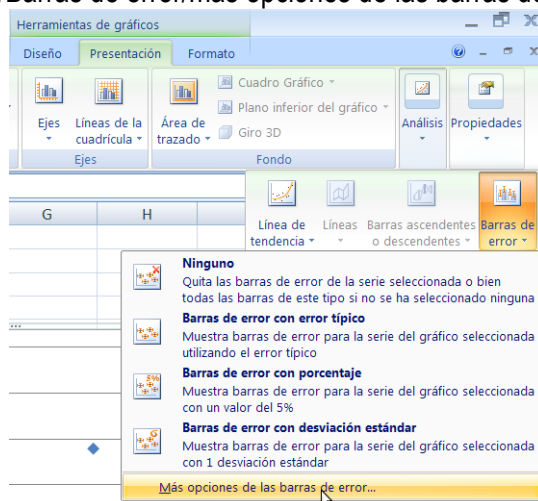 Barras de error/más opciones de las barras de
Herramientas de gráficos
Diseño Presentación Formato
Ejes
Líneas de la
cuadrícula
Área de
trazado
Cuadro Gráfico
Plano inferior del gráfico
Giro 3D
Análisis
Propiedades
Ejes
Fondo
G H
Línea de
tendencia
Líneas
Barras ascendentes
o descendentes
Barras de
error
Ninguno
Quita las barras de error de la serie seleccionada o bien
todas las barras de este tipo si no se ha seleccionado ninguna
Barras de error con error típico
Muestra barras de error para la serie del gráfico seleccionada
utilizando el error típico
5%
Barras de error con porcentaje
Muestra barras de error para la serie del gráfico seleccionada
con un valor del 5%
Barras de error con desviación estándar
Muestra barras de error para la serie del gráfico seleccionada
con 1 desviación estándar
Más opciones de las barras de error...